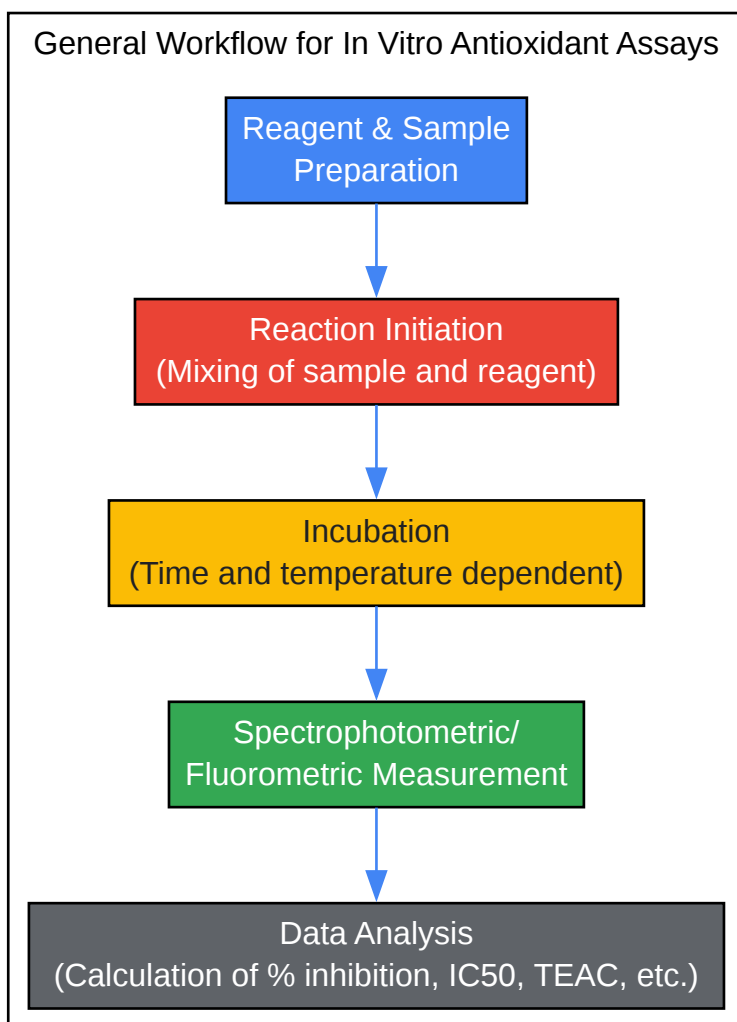 General Workflow for In Vitro Antioxidant Assays
Reagent & Sample
Preparation
Reaction Initiation
(Mixing of sample and reagent)
Incubation
(Time and temperature dependent)
Spectrophotometric/
Fluorometric Measurement
Data Analysis
(Calculation of % inhibition, IC50, TEAC, etc.)